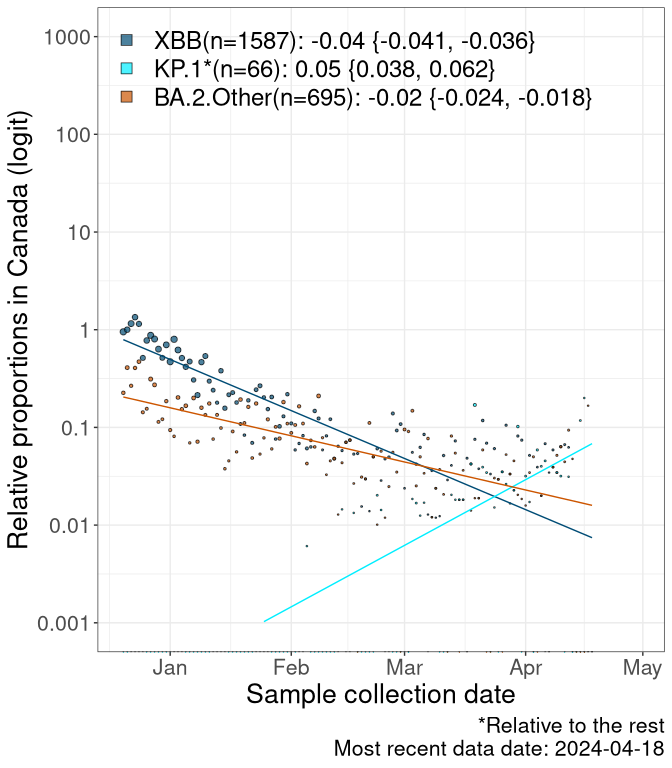 XBB(n=1587): -0.04 {-0.041, -0.036}
KP.1*(n=66): 0.05 {0.038, 0.062}
BA.2.Other(n=695): -0.02 {-0.024, -0.018}
Relative proportions in Canada (logit)
1000
100
10
1
0.1
0.01
0.001
Jan Feb Mar Apr May
Sample collection date
*Relative to the rest
Most recent data date: 2024-04-18